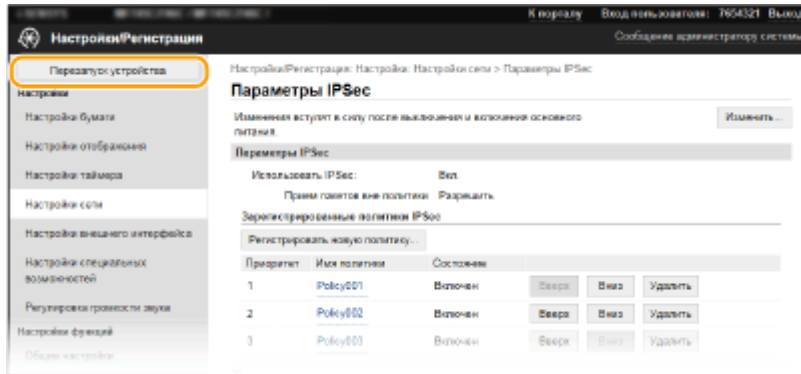 К порталу Вход пользователя: 7654321 Выход
Настройки/Регистрация
Сообщение администратору системы
Перезапуск устройства
Настройки/Регистрация: Настройки: Настройки сети > Параметры IPSec
Настройки
Параметры IPSec
Настройки бумаги
Изменения вступят в силу после выключения и включения основного питания.
Изменить...
Настройки отображения
Параметры IPSec
Настройки таймера
Использовать IPSec: Вкл.
Прием пакетов вне политики Разрешить
Настройки сети
Зарегистрированные политики IPSec
Настройки внешнего интерфейса
Регистрировать новую политику...
Настройки специальных возможностей
Приоритет Имя политики Состояние
1 Policy001 Включен Вверх Вниз Удалить
Регулировка громкости звука
2 Policy002 Включен Вверх Вниз Удалить
Настройки функций
3 Policy003 Включен Вверх Вниз Удалить
Общие настройки